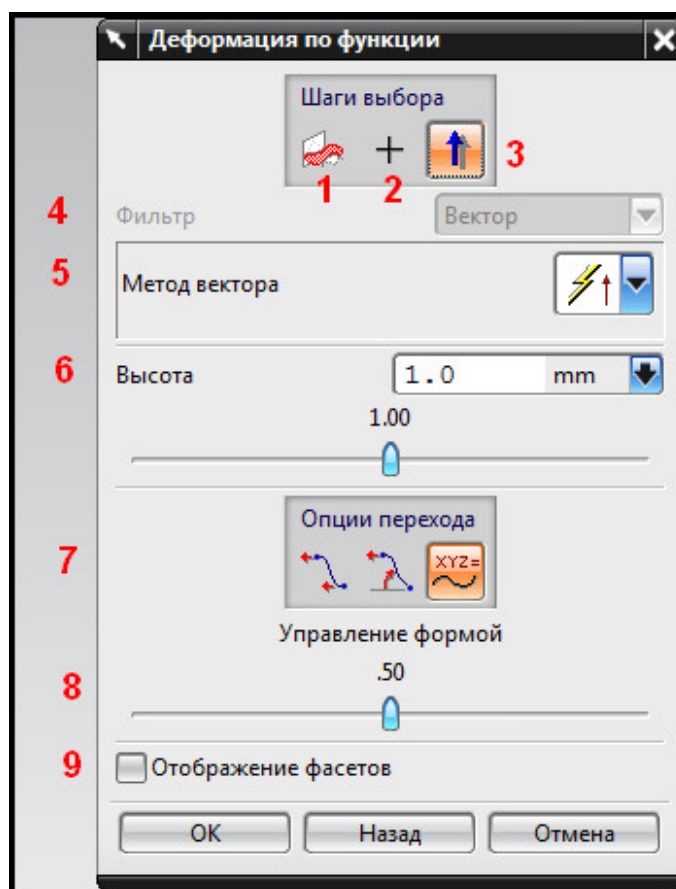 Деформация по функции
Шаги выбора
1 2 3
4 Фильтр Вектор
5 Метод вектора
6 Высота 1.0 mm
1.00
Опции перехода
7 XYZ=
Управление формой
.50
8
9 Отображение фасетов
OK Назад Отмена